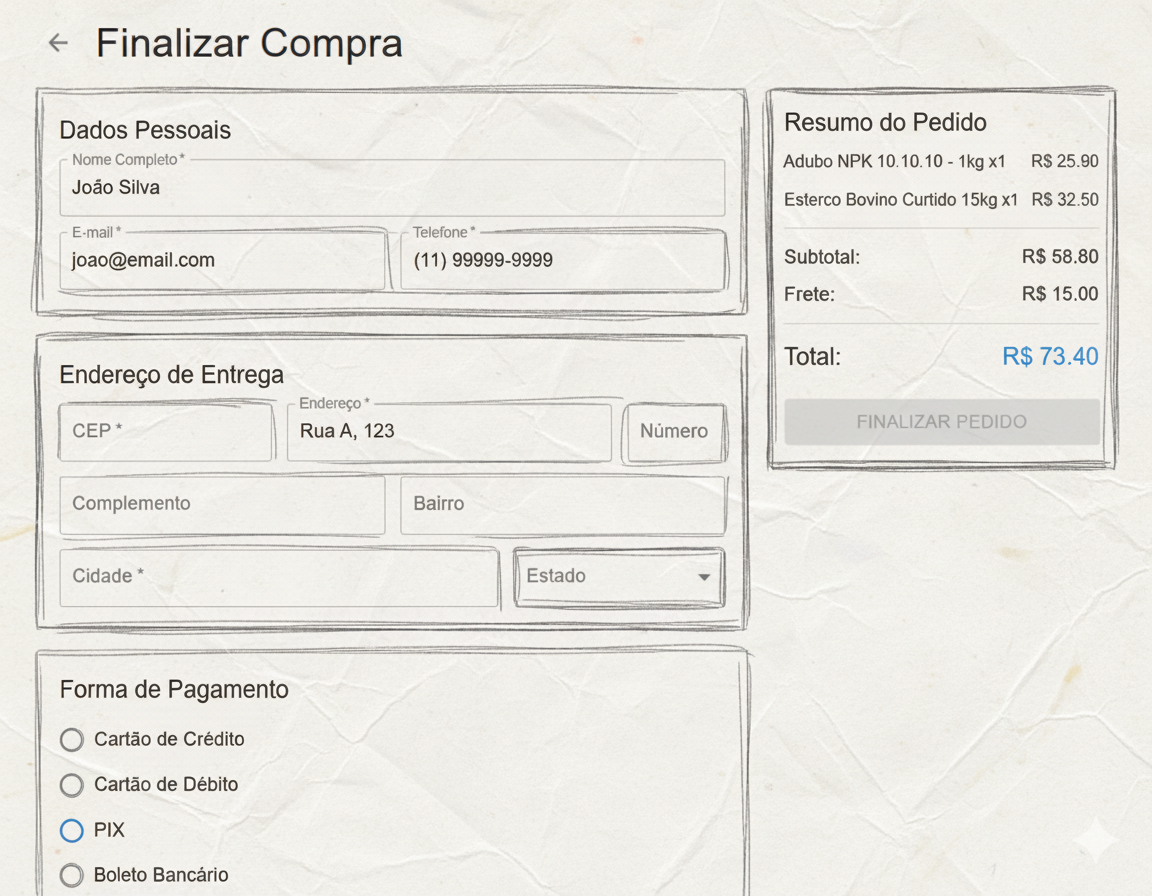 Finalizar Compra
Dados Pessoais
Nome Completo *
João Silva
E-mail *
joao@email.com
Telefone *
(11) 99999-9999
Endereço de Entrega
CEP *
Endereço *
Rua A, 123
Número
Complemento
Bairro
Cidade *
Estado
Forma de Pagamento
Cartão de Crédito
Cartão de Débito
PIX
Boleto Bancário
Resumo do Pedido
Adubo NPK 10.10.10 - 1kg x1 R$ 25.90
Esterco Bovino Curtido 15kg x1 R$ 32.50
Subtotal: R$ 58.80
Frete: R$ 15.00
Total: R$ 73.40
FINALIZAR PEDIDO